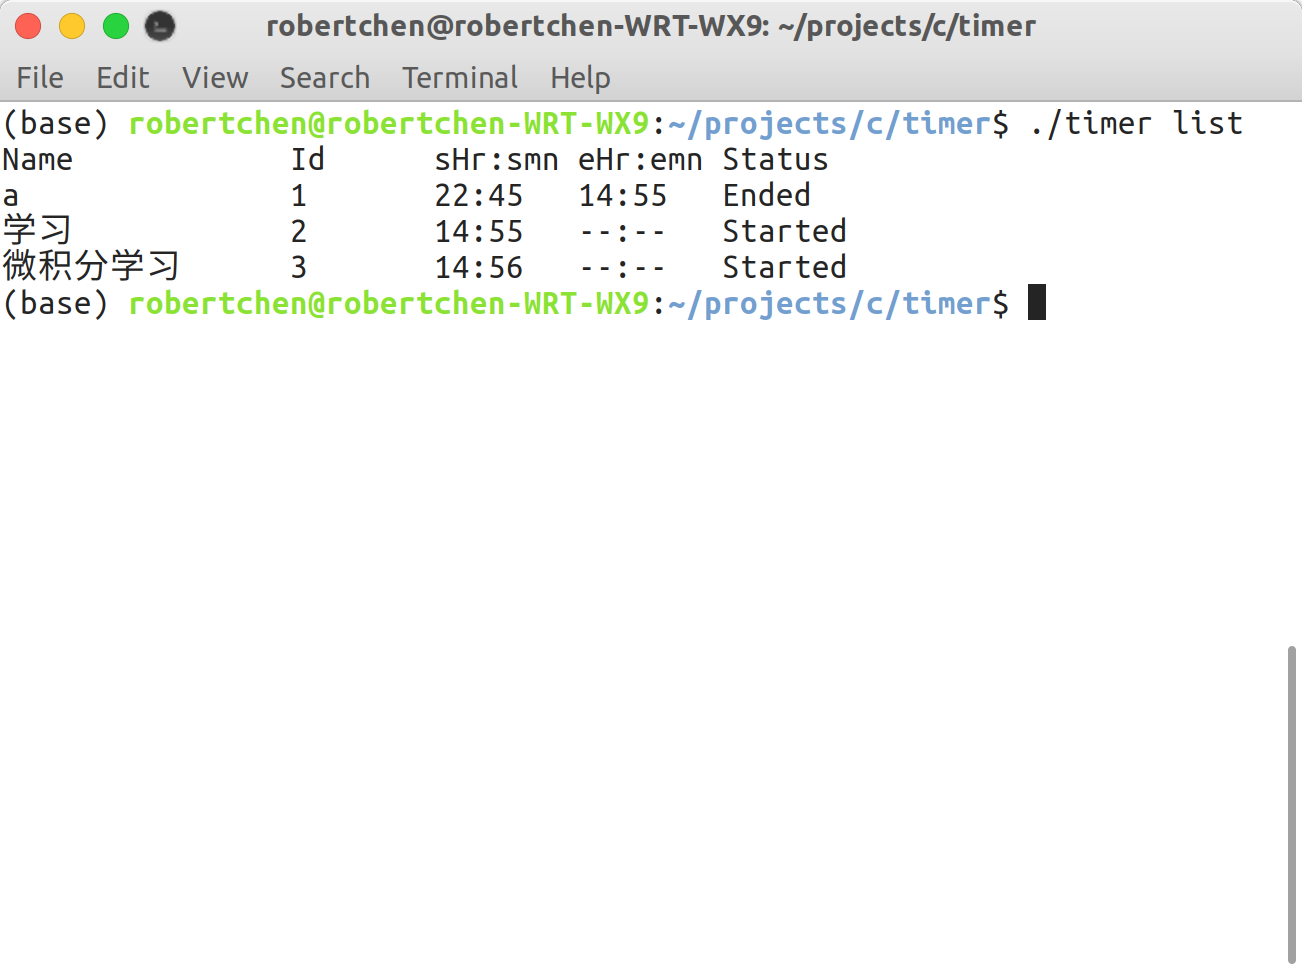 robertchen@robertchen-WRT-WX9: ~/projects/c/timer
File Edit View Search Terminal Help
(base) robertchen@robertchen-WRT-WX9:~/projects/c/timer$ ./timer list
Name Id sHr:smn eHr:emn Status
a 1 22:45 14:55 Ended
学习 2 14:55 --:-- Started
微积分学习 3 14:56 --:-- Started
(base) robertchen@robertchen-WRT-WX9:~/projects/c/timer$